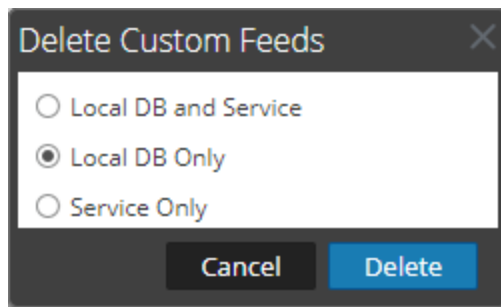 Delete Custom Feeds
Local DB and Service
Local DB Only
Service Only
Cancel Delete